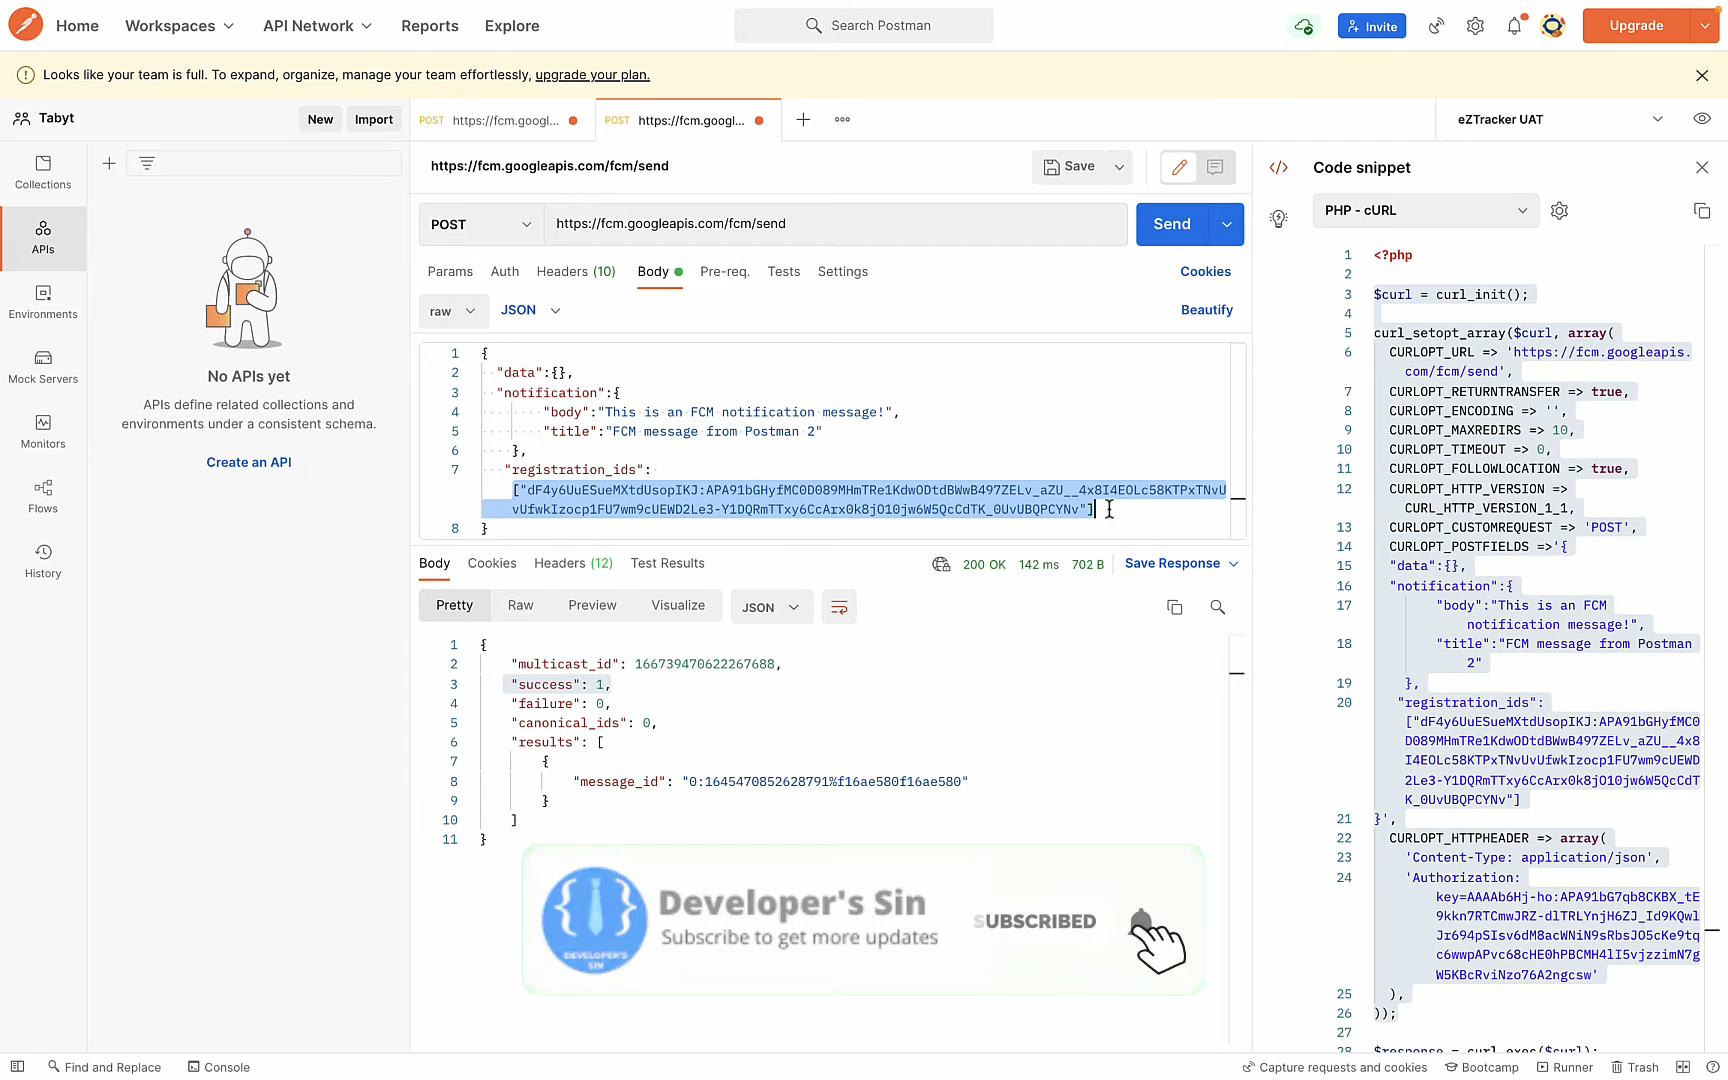 Home
Workspaces
API Network
Reports
Explore
Search Postman
Invite
Upgrade
Looks like your team is full. To expand, organize, manage your team effortlessly, upgrade your plan.
Tabyt
New
Import
POST https://fcm.googl...
POST https://fcm.googl...
eZTracker UAT
Collections
APIs
Environments
Mock Servers
Monitors
Flows
History
No APIs yet
APIs define related collections and
environments under a consistent schema.
Create an API
https://fcm.googleapis.com/fcm/send
Save
POST
https://fcm.googleapis.com/fcm/send
Send
Params
Auth
Headers (10)
Body
Pre-req.
Tests
Settings
Cookies
raw
JSON
Beautify
1 {
2 "data":{},
3 "notification":{
4 "body":"This is an FCM notification message!",
5 "title":"FCM message from Postman 2"
6 },
7 "registration_ids":
["dF4y6UuESueMXtdUsopIKJ:APA91bGHyfMC0D089MHmTRe1KdwODtdBWwB497ZELv_aZU__4x8I4EOLc58KTPxTNvU
vUfwkIzocp1FU7wm9cUEWD2Le3-Y1DQRmTTxy6CcArx0k8jO10jw6W5QcCdTK_0UvUBQPCYNv"]
8 }
Body
Cookies
Headers (12)
Test Results
200 OK
142 ms
702 B
Save Response
Pretty
Raw
Preview
Visualize
JSON
1 {
2 "multicast_id": 166739470622267688,
3 "success": 1,
4 "failure": 0,
5 "canonical_ids": 0,
6 "results": [
7 {
8 "message_id": "0:1645470852628791%f16ae580f16ae580"
9 }
10 ]
11 }
Developer's Sin
Subscribe to get more updates
SUBSCRIBED
DEVELOPER'S
SIN
Code snippet
PHP - cURL
1 <?php
2
3 $curl = curl_init();
4
5 curl_setopt_array($curl, array(
6 CURLOPT_URL => 'https://fcm.googleapis.
com/fcm/send',
7 CURLOPT_RETURNTRANSFER => true,
8 CURLOPT_ENCODING => '',
9 CURLOPT_MAXREDIRS => 10,
10 CURLOPT_TIMEOUT => 0,
11 CURLOPT_FOLLOWLOCATION => true,
12 CURLOPT_HTTP_VERSION =>
CURL_HTTP_VERSION_1_1,
13 CURLOPT_CUSTOMREQUEST => 'POST',
14 CURLOPT_POSTFIELDS =>'{
15 "data":{},
16 "notification":{
17 "body":"This is an FCM
notification message!",
18 "title":"FCM message from Postman
2"
19 },
20 "registration_ids":
["dF4y6UuESueMXtdUsopIKJ:APA91bGHyfMC0
D089MHmTRe1KdwODtdBWwB497ZELv_aZU__4x8
I4EOLc58KTPxTNvUvUfwkIzocp1FU7wm9cUEWD
2Le3-Y1DQRmTTxy6CcArx0k8jO10jw6W5QcCdT
K_0UvUBQPCYNv"]
21 }',
22 CURLOPT_HTTPHEADER => array(
23 'Content-Type: application/json',
24 'Authorization:
key=AAAAb6Hj-ho:APA91bG7qb8CKBX_tE
9kkn7RTCmwJRZ-dlTRLYnjH6ZJ_Id9KQwl
Jr694pSIsv6dM8acWNiN9sRbsJO5cKe9tq
c6wwpAPvc68cHE0hPBCMH4lI5vjzzimN7g
W5KBcRviNzo76A2ngcsw'
25 ),
26 ));
27
28 $response = curl_exec($curl);
Find and Replace
Console
Capture requests and cookies
Bootcamp
Runner
Trash